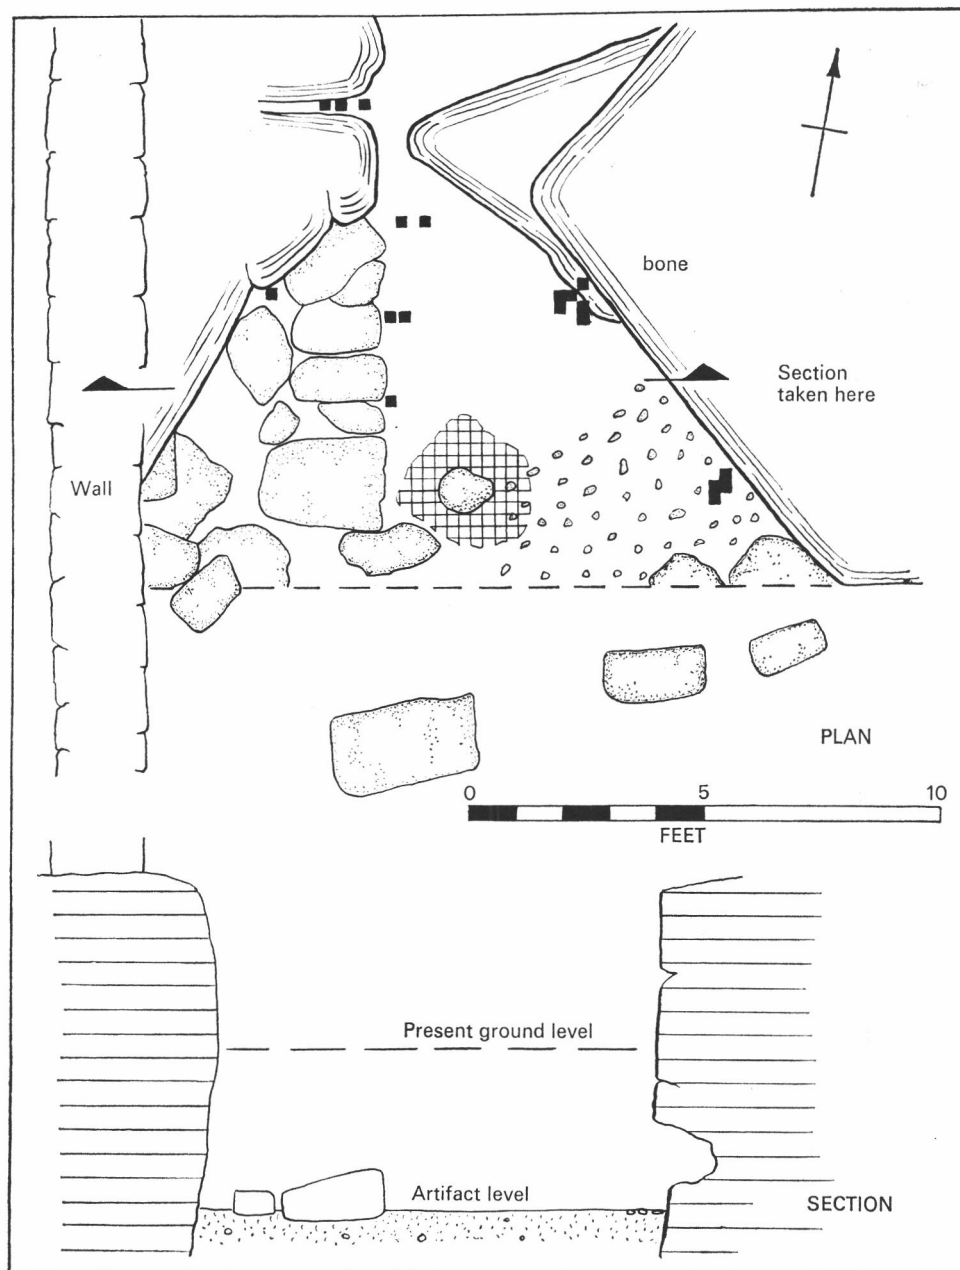 bone
Section
taken here
Wall
PLAN
0 5 10
FEET
Present ground level
Artifact level
SECTION